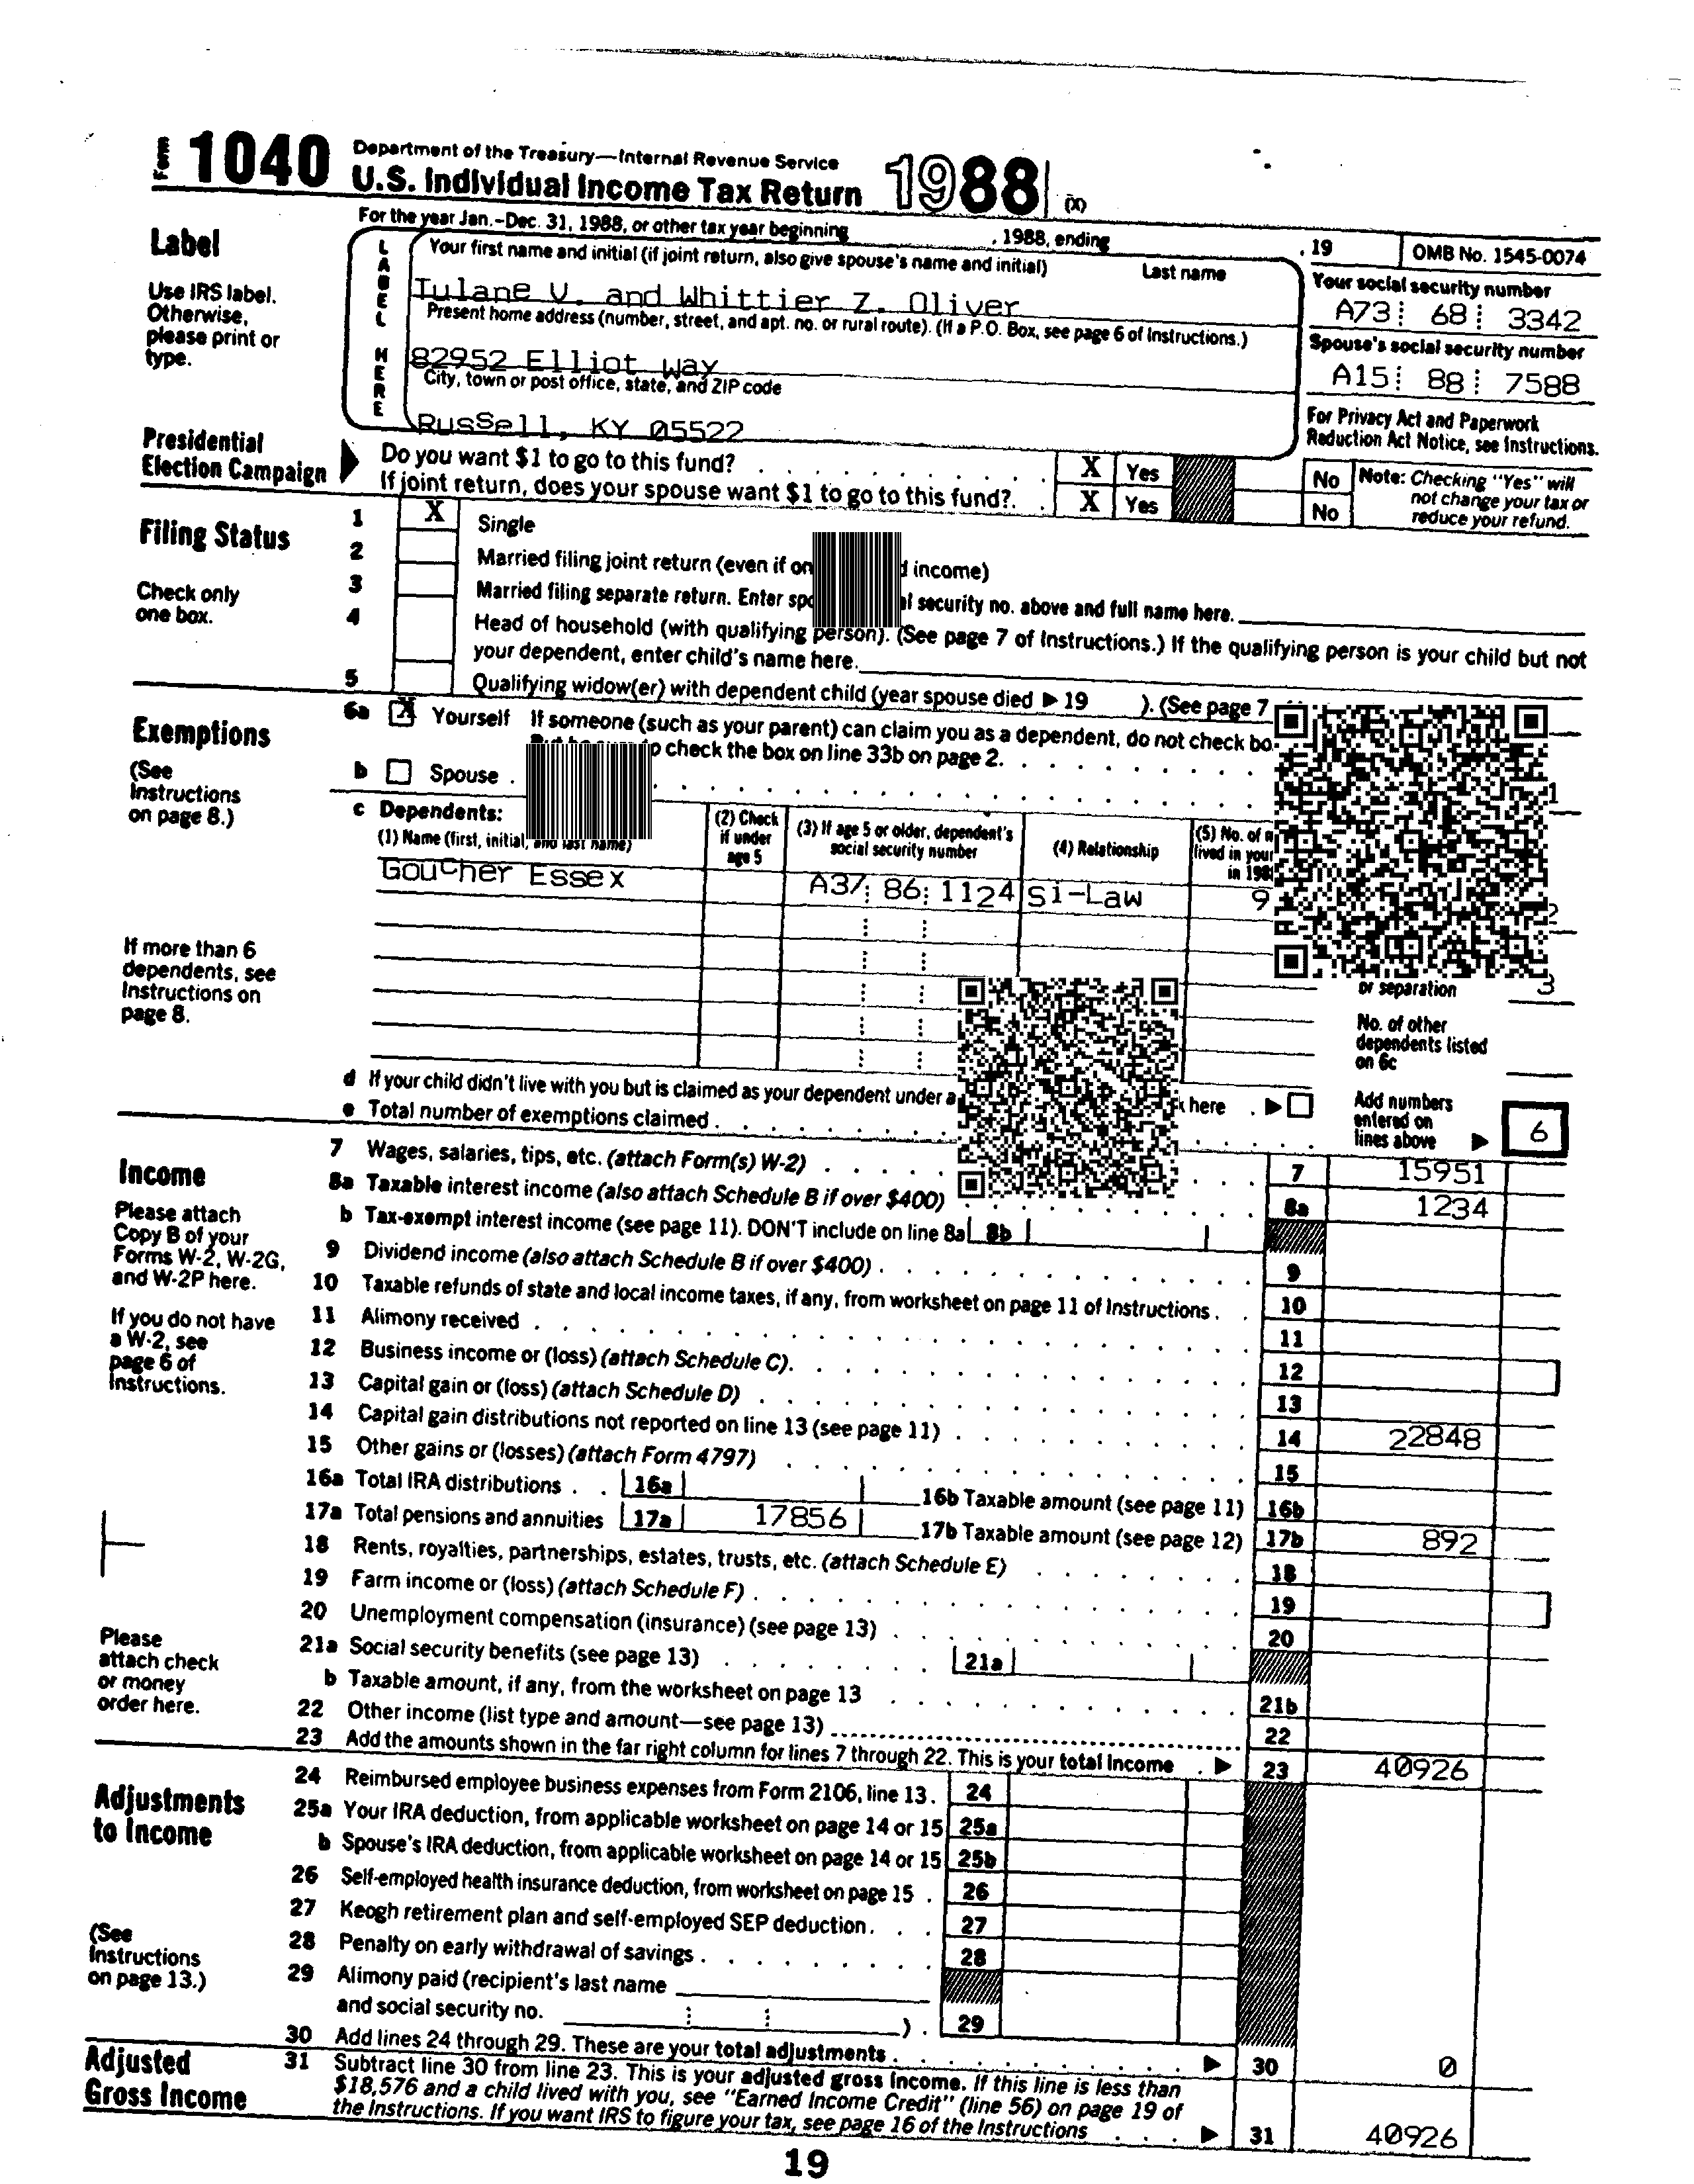 Form 1040 Department of the Treasury—Internal Revenue Service
U.S. Individual Income Tax Return 1988 (X)
For the year Jan.-Dec. 31, 1988, or other tax year beginning , 1988, ending , 19 OMB No. 1545-0074
Label
Use IRS label.
Otherwise,
please print or
type.
LABEL HERE
Your first name and initial (if joint return, also give spouse's name and initial) Last name
Tulane V. and Whittier Z. Oliver
Your social security number
A73 68 3342
Present home address (number, street, and apt. no. or rural route). (If a P.O. Box, see page 6 of Instructions.)
82952 Elliot Way
Spouse's social security number
A15 88 7588
City, town or post office, state, and ZIP code
Russell, KY 05522
For Privacy Act and Paperwork
Reduction Act Notice, see Instructions.
Presidential
Election Campaign
Do you want $1 to go to this fund? X Yes No
If joint return, does your spouse want $1 to go to this fund? X Yes No
Note: Checking "Yes" will
not change your tax or
reduce your refund.
Filing Status
Check only
one box.
1 X Single
2 Married filing joint return (even if on income)
3 Married filing separate return. Enter security no. above and full name here.
4 Head of household (with qualifying person). (See page 7 of Instructions.) If the qualifying person is your child but not
your dependent, enter child's name here.
5 Qualifying widow(er) with dependent child (year spouse died ▶ 19 ). (See page 7
Exemptions
(See
Instructions
on page 8.)
6a X Yourself If someone (such as your parent) can claim you as a dependent, do not check
check the box on line 33b on page 2.
b Spouse
1
c Dependents:
(1) Name (first, initial, and last name)
(2) Check
if under
age 5
(3) If age 5 or older, dependent's
social security number
(4) Relationship
(5) No. of
lived in your
in
Goucher Essex A37 86 1124 Si-Law 9
2
If more than 6
dependents, see
Instructions on
page 8.
or separation 3
No. of other
dependents listed
on 6c
d If your child didn't live with you but is claimed as your dependent under a here ▶
e Total number of exemptions claimed
Add numbers
entered on
lines above ▶ 6
Income
Please attach
Copy B of your
Forms W-2, W-2G,
and W-2P here.
If you do not have
a W-2, see
page 6 of
Instructions.
Please
attach check
or money
order here.
7 Wages, salaries, tips, etc. (attach Form(s) W-2) 7 15951
8a Taxable interest income (also attach Schedule B if over $400) 8a 1234
b Tax-exempt interest income (see page 11). DON'T include on line 8a 8b
9 Dividend income (also attach Schedule B if over $400) 9
10 Taxable refunds of state and local income taxes, if any, from worksheet on page 11 of Instructions 10
11 Alimony received 11
12 Business income or (loss) (attach Schedule C) 12
13 Capital gain or (loss) (attach Schedule D) 13
14 Capital gain distributions not reported on line 13 (see page 11) 14 22848
15 Other gains or (losses) (attach Form 4797) 15
16a Total IRA distributions 16a 16b Taxable amount (see page 11) 16b
17a Total pensions and annuities 17a 17856 17b Taxable amount (see page 12) 17b 892
18 Rents, royalties, partnerships, estates, trusts, etc. (attach Schedule E) 18
19 Farm income or (loss) (attach Schedule F) 19
20 Unemployment compensation (insurance) (see page 13) 20
21a Social security benefits (see page 13) 21a
b Taxable amount, if any, from the worksheet on page 13 21b
22 Other income (list type and amount—see page 13) 22
23 Add the amounts shown in the far right column for lines 7 through 22. This is your total income ▶ 23 40926
Adjustments
to Income
(See
Instructions
on page 13.)
24 Reimbursed employee business expenses from Form 2106, line 13. 24
25a Your IRA deduction, from applicable worksheet on page 14 or 15 25a
b Spouse's IRA deduction, from applicable worksheet on page 14 or 15 25b
26 Self-employed health insurance deduction, from worksheet on page 15 26
27 Keogh retirement plan and self-employed SEP deduction 27
28 Penalty on early withdrawal of savings 28
29 Alimony paid (recipient's last name
and social security no. ) 29
30 Add lines 24 through 29. These are your total adjustments ▶ 30 0
Adjusted
Gross Income
31 Subtract line 30 from line 23. This is your adjusted gross income. If this line is less than
$18,576 and a child lived with you, see "Earned Income Credit" (line 56) on page 19 of
the Instructions. If you want IRS to figure your tax, see page 16 of the Instructions ▶ 31 40926
19